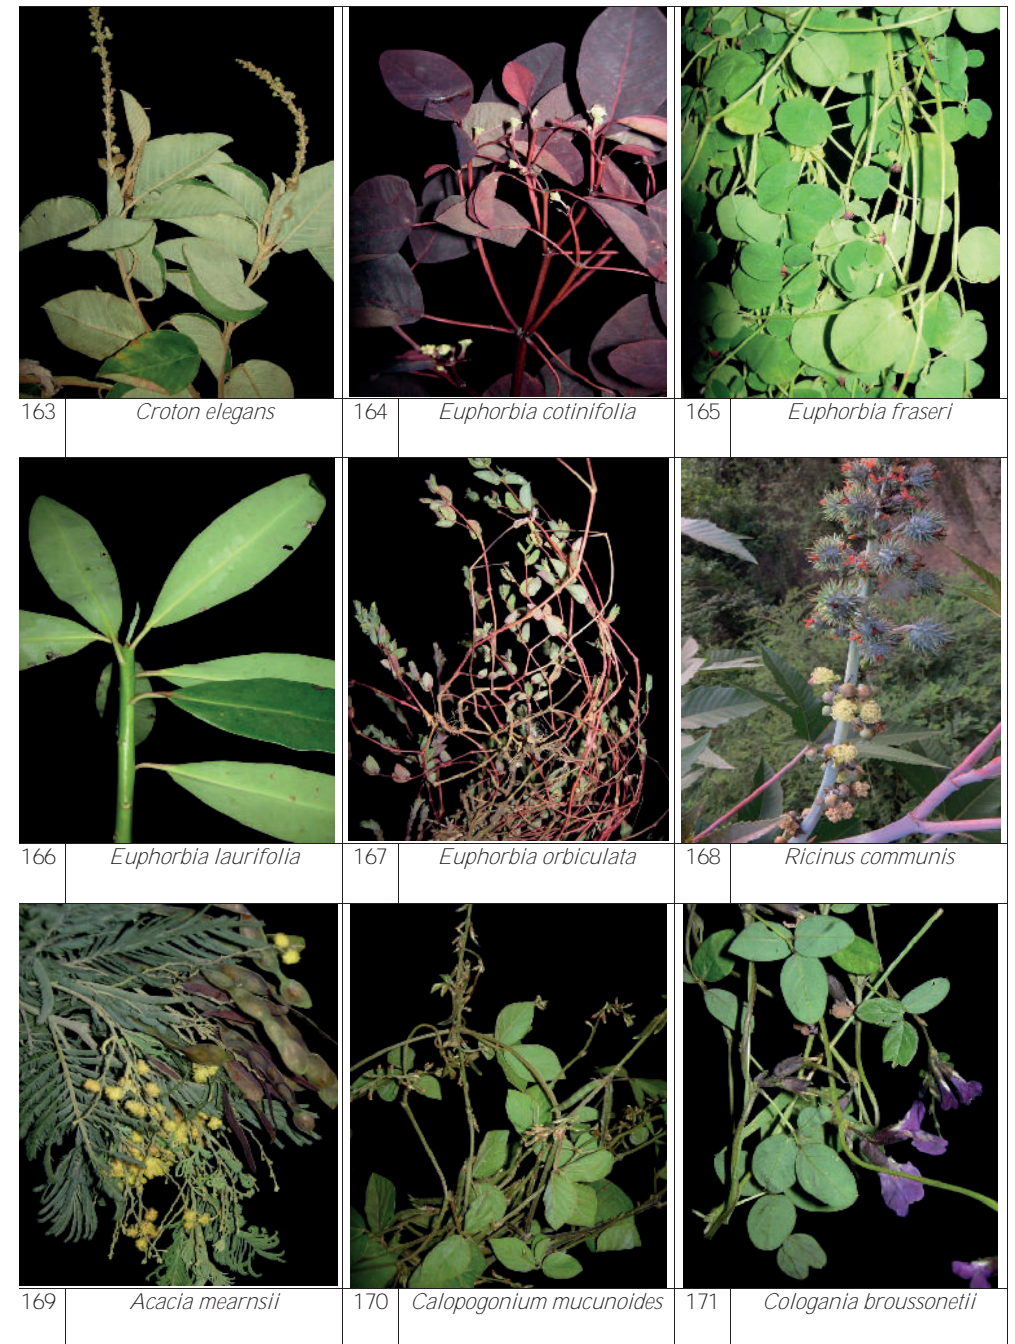 163 Croton elegans 164 Euphorbia cotinifolia 165 Euphorbia fraseri
166 Euphorbia laurifolia 167 Euphorbia orbiculata 168 Ricinus communis
169 Acacia mearnsii 170 Calopogonium mucunoides 171 Cologania broussonetii